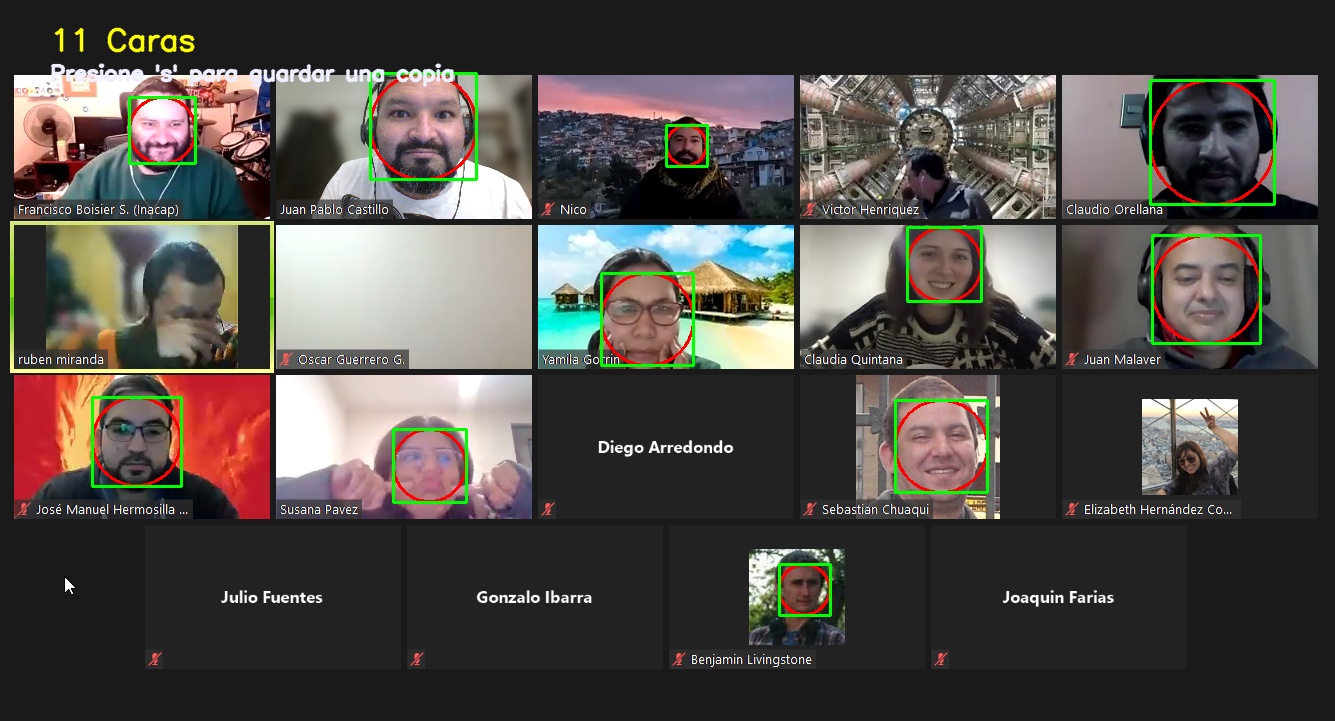 11 Caras
Presione 's' para guardar una copia
Francisco Boisier S. (Inacap)
Juan Pablo Castillo
Nico
Victor Henriquez
Claudio Orellana
ruben miranda
Oscar Guerrero G.
Yamila Gorrin
Claudia Quintana
Juan Malaver
José Manuel Hermosilla ...
Susana Pavez
Diego Arredondo
Sebastian Chuaqui
Elizabeth Hernández Co...
Julio Fuentes
Gonzalo Ibarra
Benjamin Livingstone
Joaquin Farias